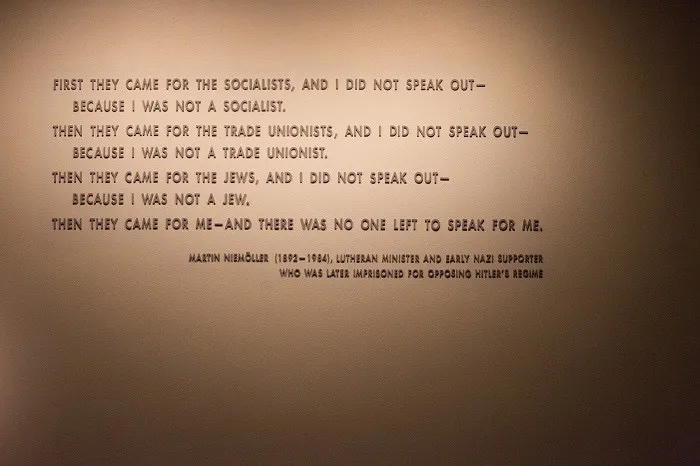 FIRST THEY CAME FOR THE SOCIALISTS, AND I DID NOT SPEAK OUT—
BECAUSE I WAS NOT A SOCIALIST.
THEN THEY CAME FOR THE TRADE UNIONISTS, AND I DID NOT SPEAK OUT—
BECAUSE I WAS NOT A TRADE UNIONIST.
THEN THEY CAME FOR THE JEWS, AND I DID NOT SPEAK OUT—
BECAUSE I WAS NOT A JEW.
THEN THEY CAME FOR ME—AND THERE WAS NO ONE LEFT TO SPEAK FOR ME.
MARTIN NIEMÖLLER (1892–1984), LUTHERAN MINISTER AND EARLY NAZI SUPPORTER
WHO WAS LATER IMPRISONED FOR OPPOSING HITLER'S REGIME